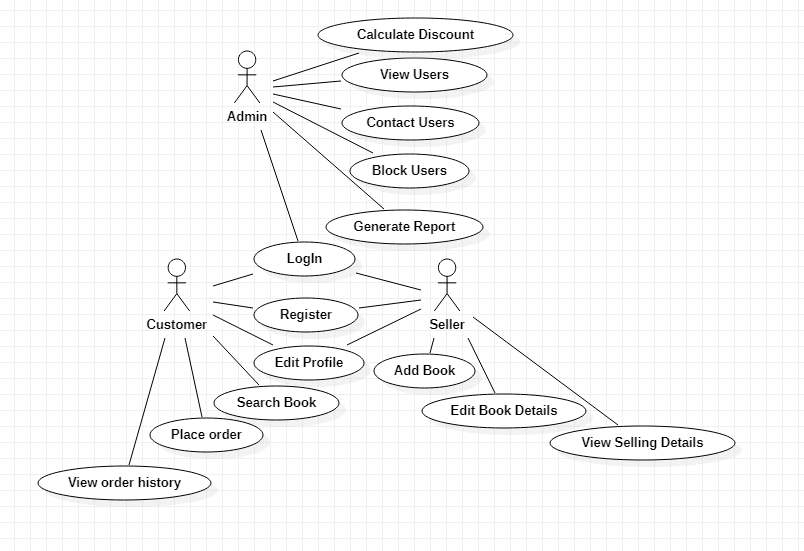 Calculate Discount
View Users
Admin
Contact Users
Block Users
Generate Report
LogIn
Register
Customer
Seller
Edit Profile
Add Book
Search Book
Edit Book Details
Place order
View Selling Details
View order history